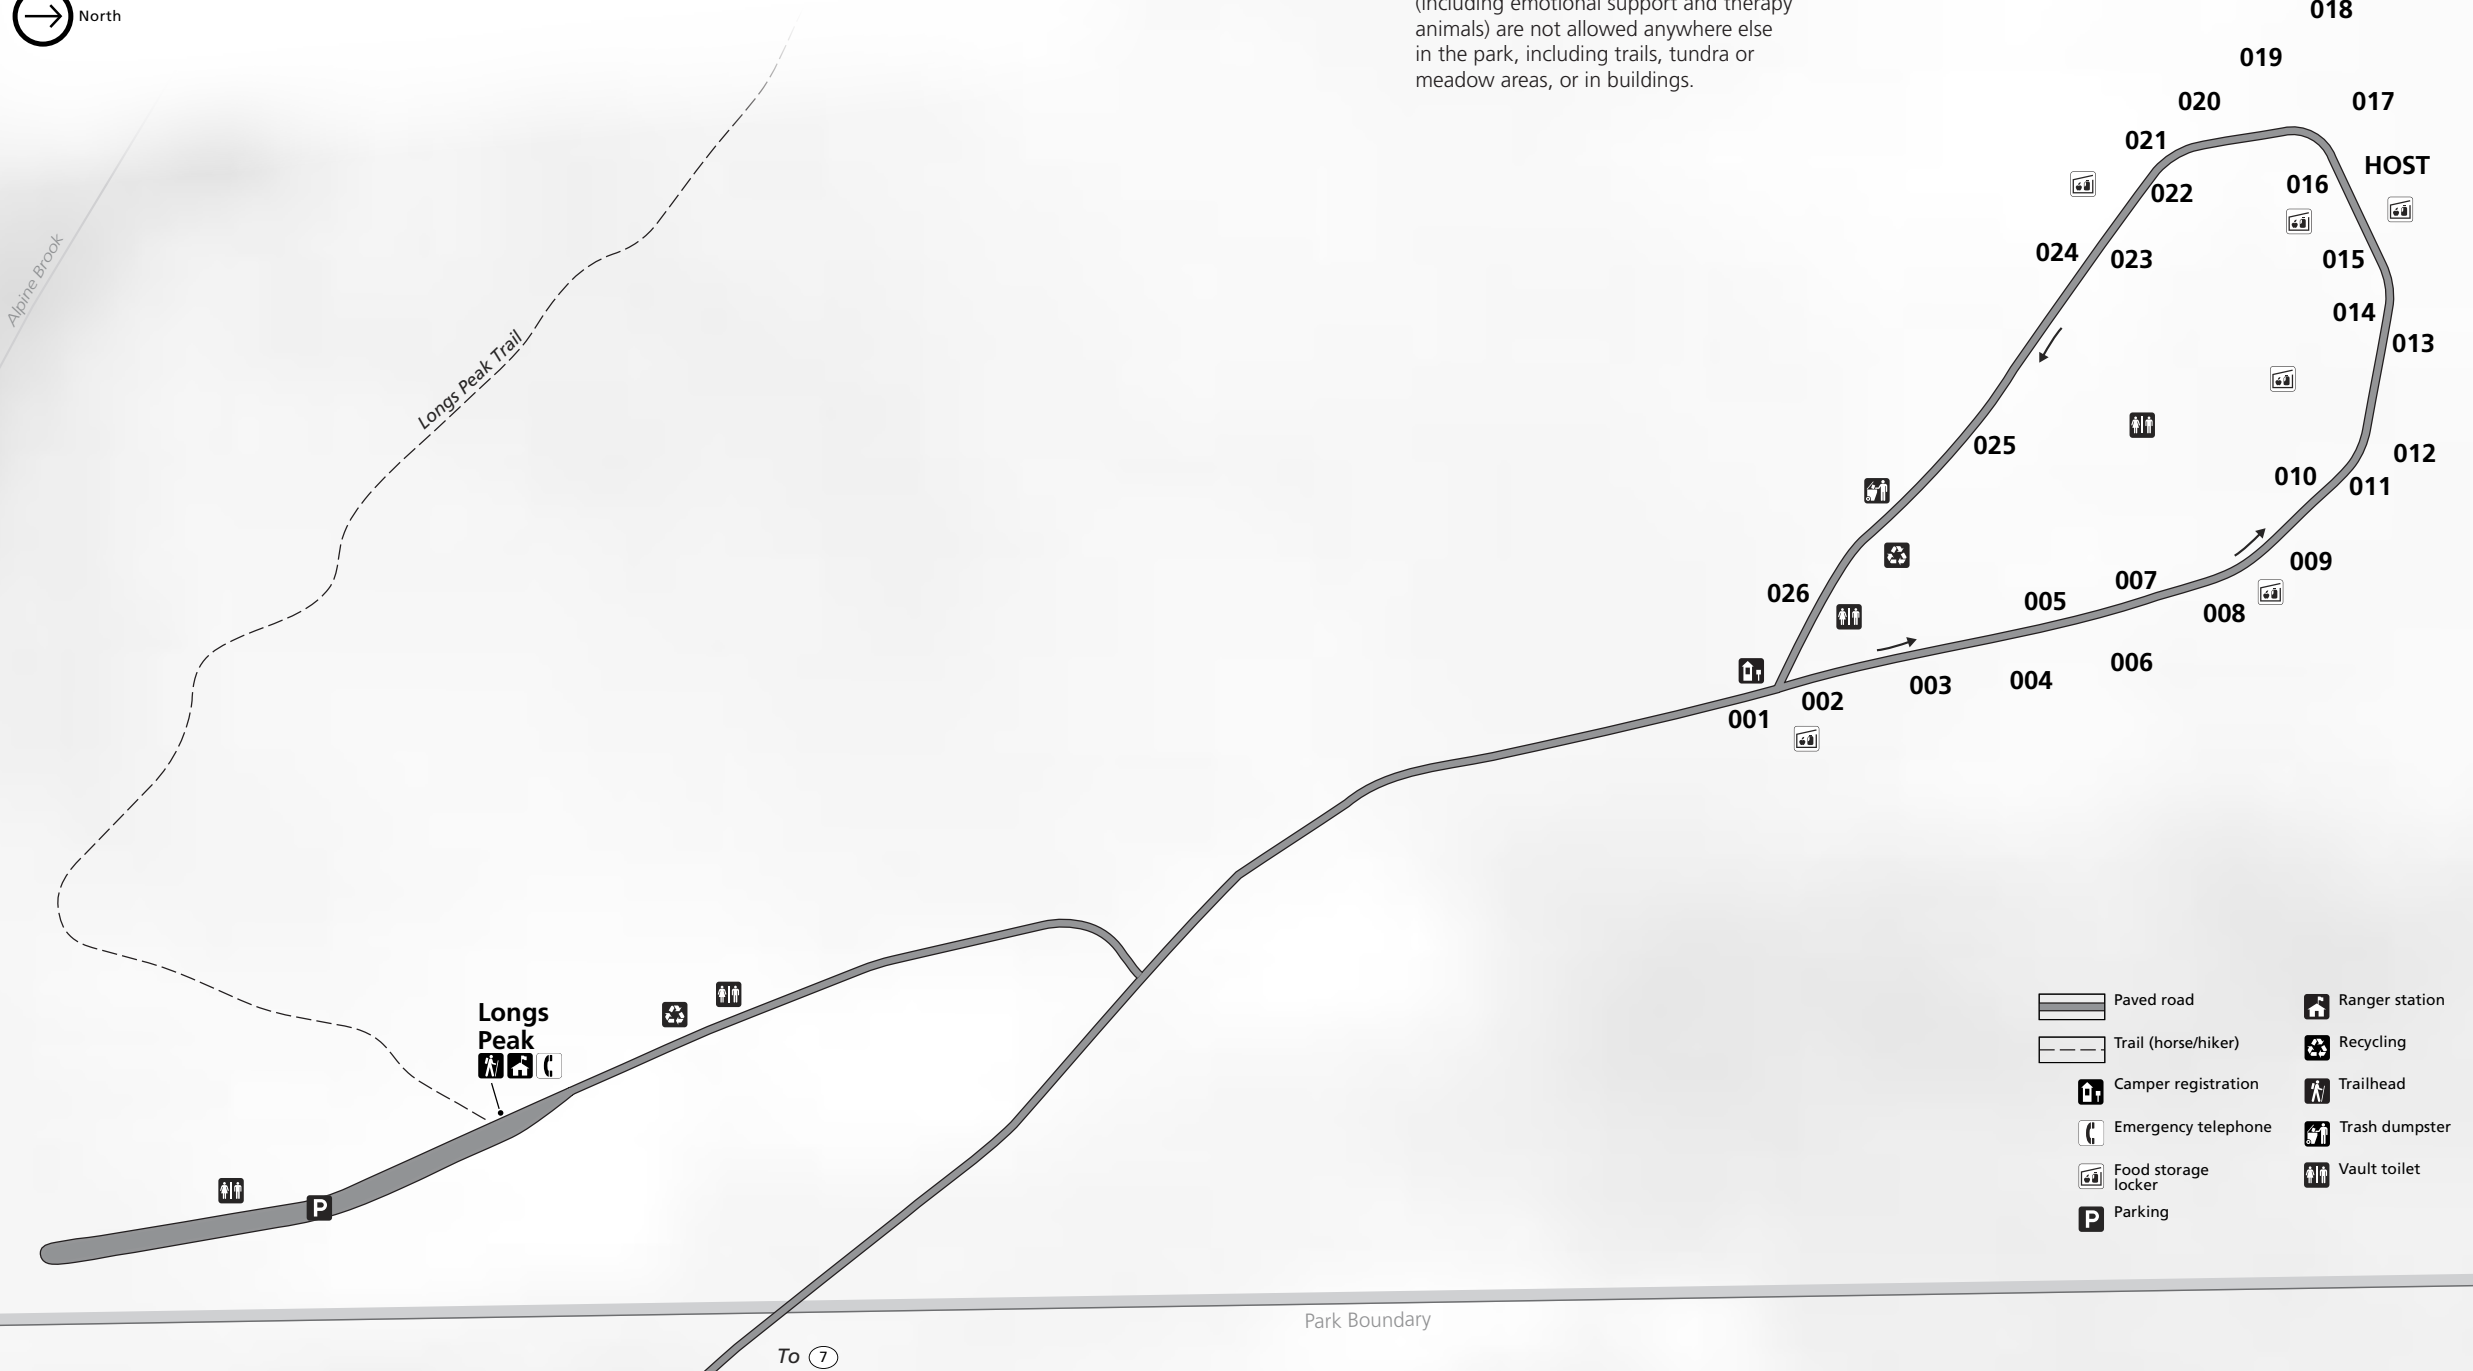 North
(including emotional support and therapy
animals) are not allowed anywhere else
in the park, including trails, tundra or
meadow areas, or in buildings.
018
019
020
017
021
HOST
016
022
024
023
015
014
013
025
012
010
011
009
007
005
008
026
006
004
003
002
001
Alpine Brook
Longs Peak Trail
Longs
Peak
P
Paved road
Trail (horse/hiker)
Camper registration
Emergency telephone
Food storage
locker
P Parking
Ranger station
Recycling
Trailhead
Trash dumpster
Vault toilet
Park Boundary
To 7